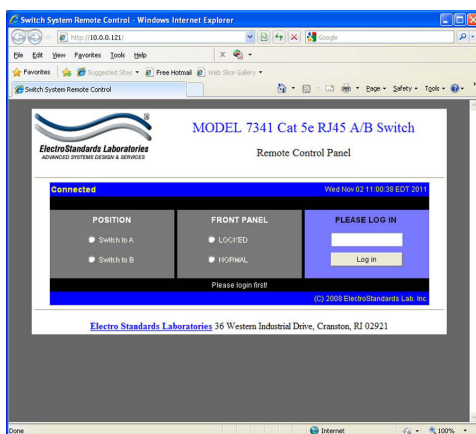 Switch System Remote Control - Windows Internet Explorer
http://10.0.0.121/
Google
File Edit View Favorites Tools Help
Favorites Suggested Sites Free Hotmail Web Slice Gallery
Switch System Remote Control
Page Safety Tools
ElectroStandards Laboratories
ADVANCED SYSTEMS DESIGN & SERVICES
®
MODEL 7341 Cat 5e RJ45 A/B Switch
Remote Control Panel
Connected
Wed Nov 02 11:00:38 EDT 2011
POSITION
Switch to A
Switch to B
FRONT PANEL
LOCKED
NORMAL
PLEASE LOG IN
Log in
Please login first!
(C) 2008 ElectroStandards Lab. Inc.
Electro Standards Laboratories 36 Western Industrial Drive, Cranston, RI 02921
Done
Internet
100%